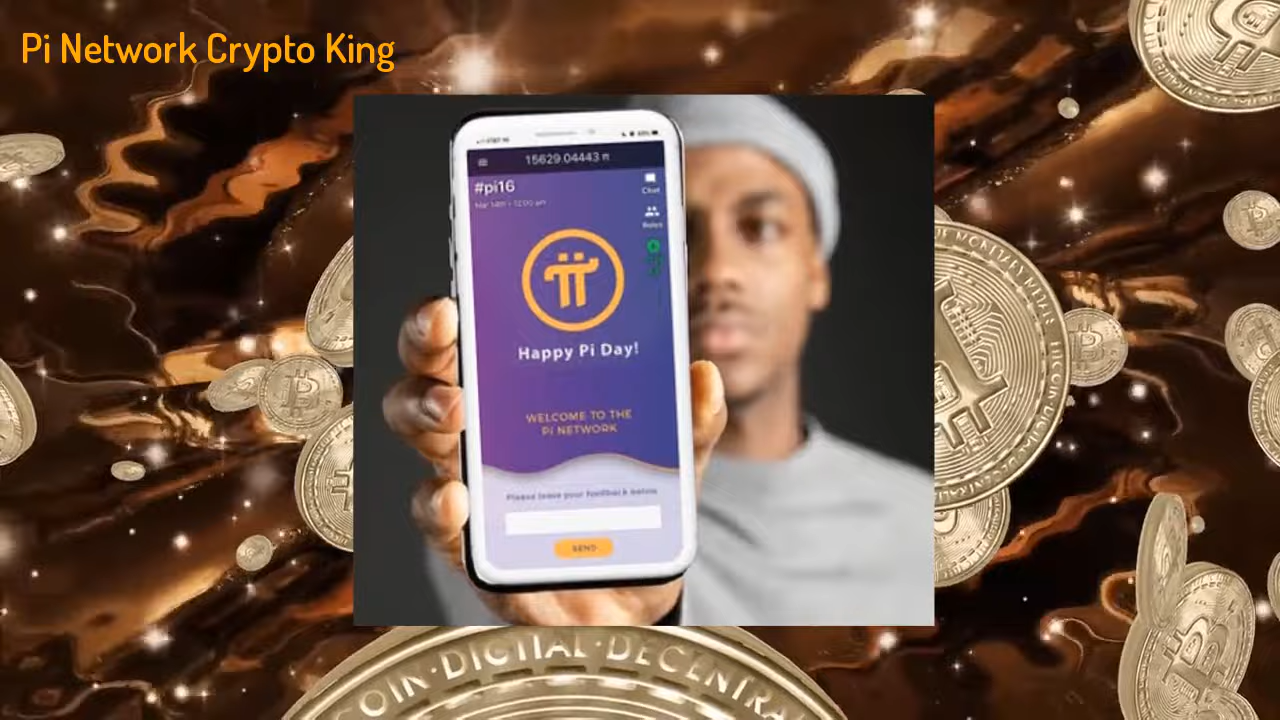 Pi Network Crypto King
15629.04443 π
#pi16
Chat
Happy Pi Day!
WELCOME TO THE
Pi NETWORK
Please leave your feedback below
SEND
COIN·DIGITAL·DECENTRA